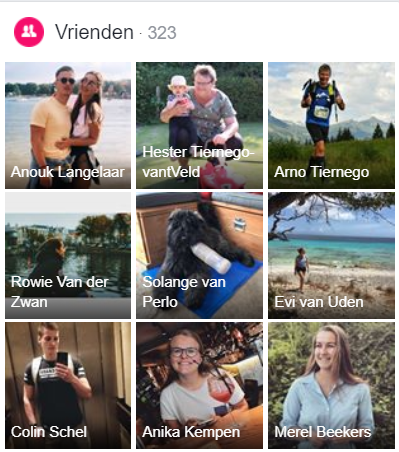 Vrienden · 323
Anouk Langelaar
Hester Tiernego-
vantVeld
Arno Tiernego
Rowie Van der
Zwan
Solange van
Perlo
Evi van Uden
Colin Schel
Anika Kempen
Merel Beekers